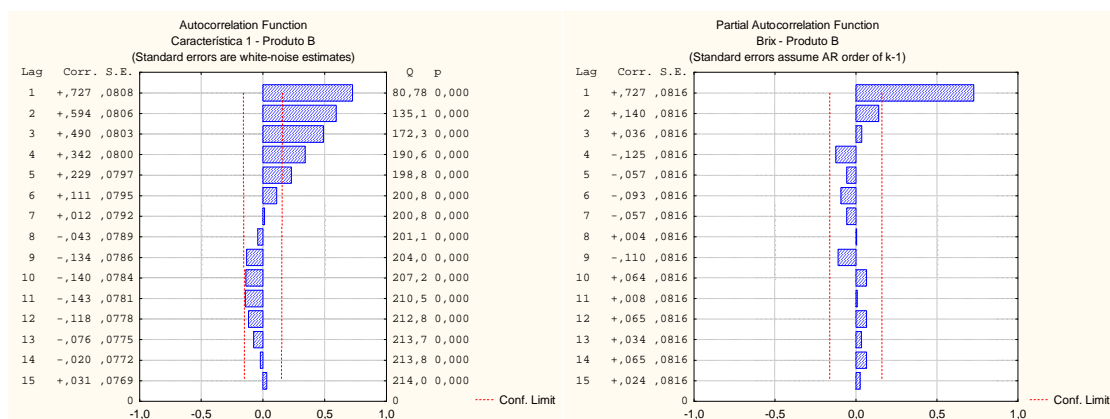 Autocorrelation Function
Característica 1 - Produto B
(Standard errors are white-noise estimates)
Lag Corr. S.E. Q p
1 +,727 ,0808 80,78 0,000
2 +,594 ,0806 135,1 0,000
3 +,490 ,0803 172,3 0,000
4 +,342 ,0800 190,6 0,000
5 +,229 ,0797 198,8 0,000
6 +,111 ,0795 200,8 0,000
7 +,012 ,0792 200,8 0,000
8 -,043 ,0789 201,1 0,000
9 -,134 ,0786 204,0 0,000
10 -,140 ,0784 207,2 0,000
11 -,143 ,0781 210,5 0,000
12 -,118 ,0778 212,8 0,000
13 -,076 ,0775 213,7 0,000
14 -,020 ,0772 213,8 0,000
15 +,031 ,0769 214,0 0,000
0 0
-1,0 -0,5 0,0 0,5 1,0
Conf. Limit
Partial Autocorrelation Function
Brix - Produto B
(Standard errors assume AR order of k-1)
Lag Corr. S.E.
1 +,727 ,0816
2 +,140 ,0816
3 +,036 ,0816
4 -,125 ,0816
5 -,057 ,0816
6 -,093 ,0816
7 -,057 ,0816
8 +,004 ,0816
9 -,110 ,0816
10 +,064 ,0816
11 +,008 ,0816
12 +,065 ,0816
13 +,034 ,0816
14 +,065 ,0816
15 +,024 ,0816
0 0
-1,0 -0,5 0,0 0,5 1,0
Conf. Limit